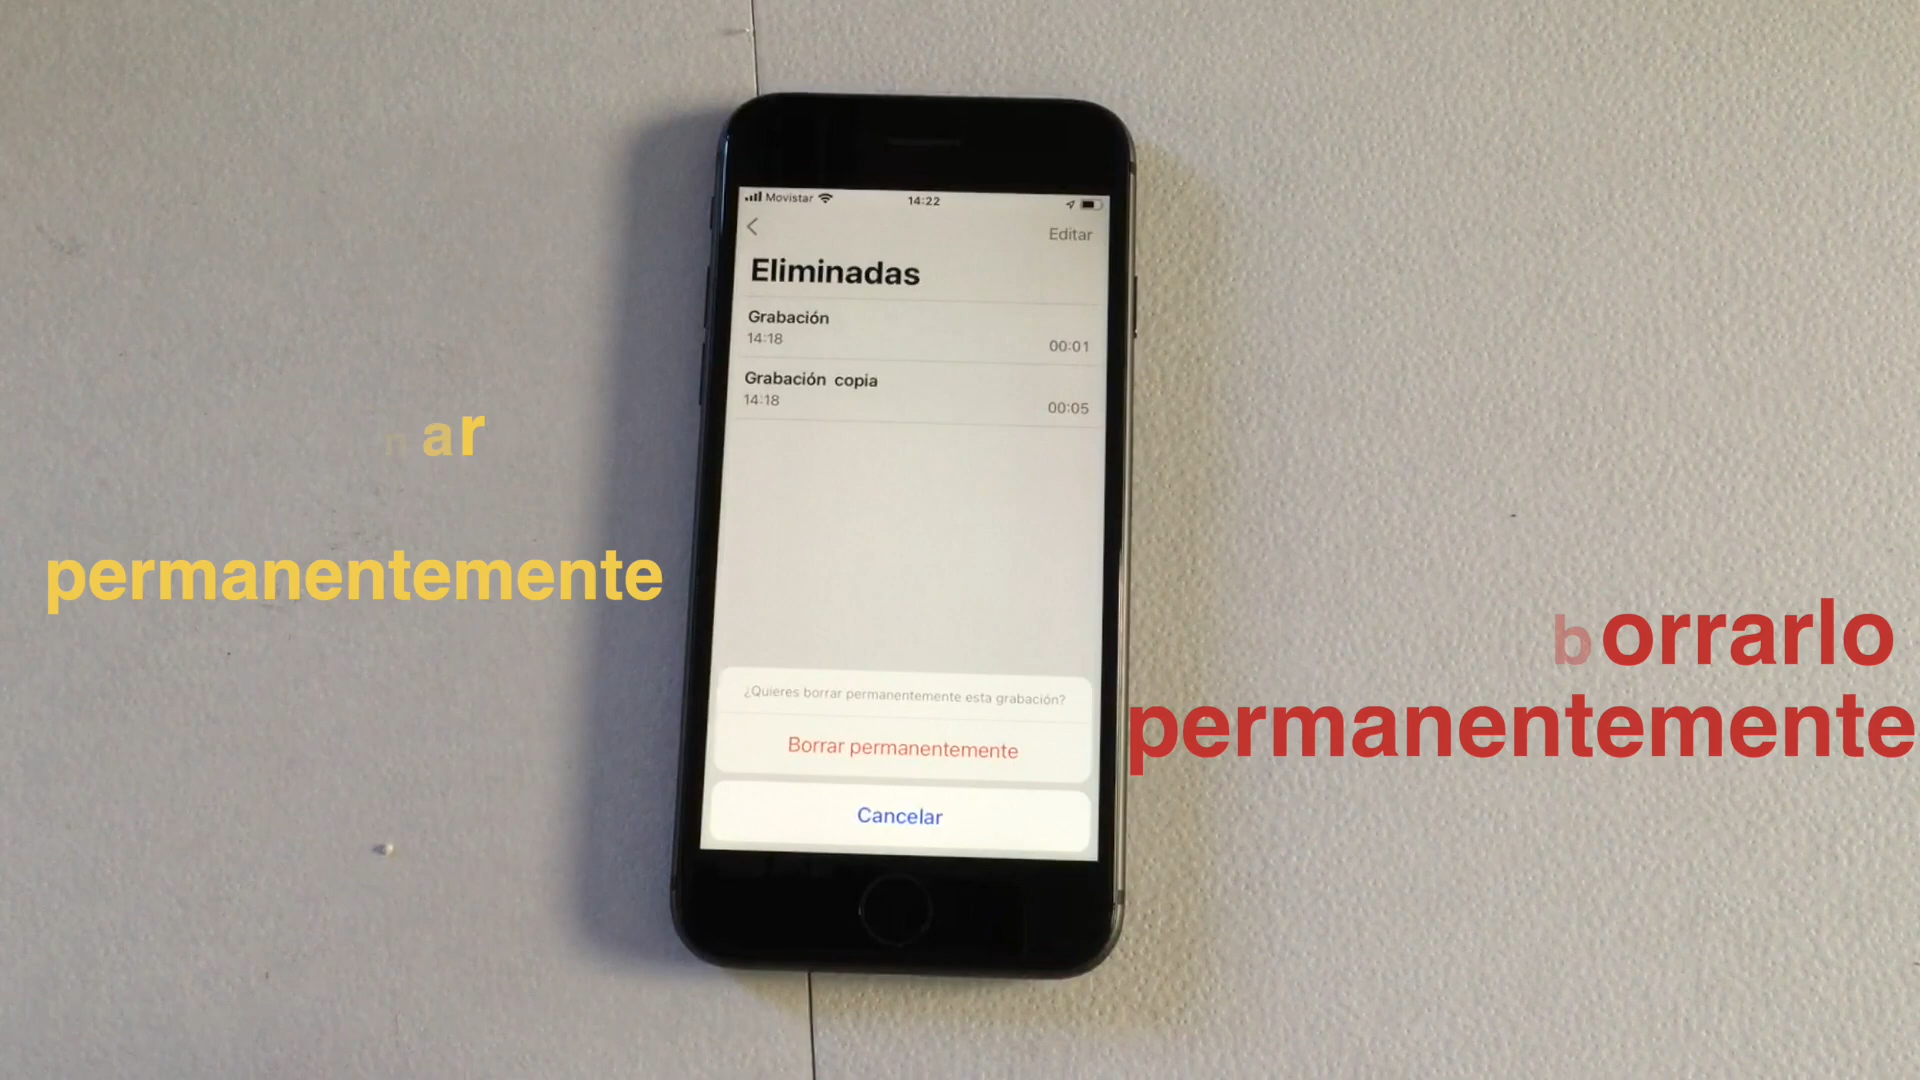 Movistar 14:22
Editar
Eliminadas
Grabación
14:18 00:01
Grabación copia
14:18 00:05
¿Quieres borrar permanentemente esta grabación?
Borrar permanentemente
Cancelar
permanentemente
borrarlo
permanentemente